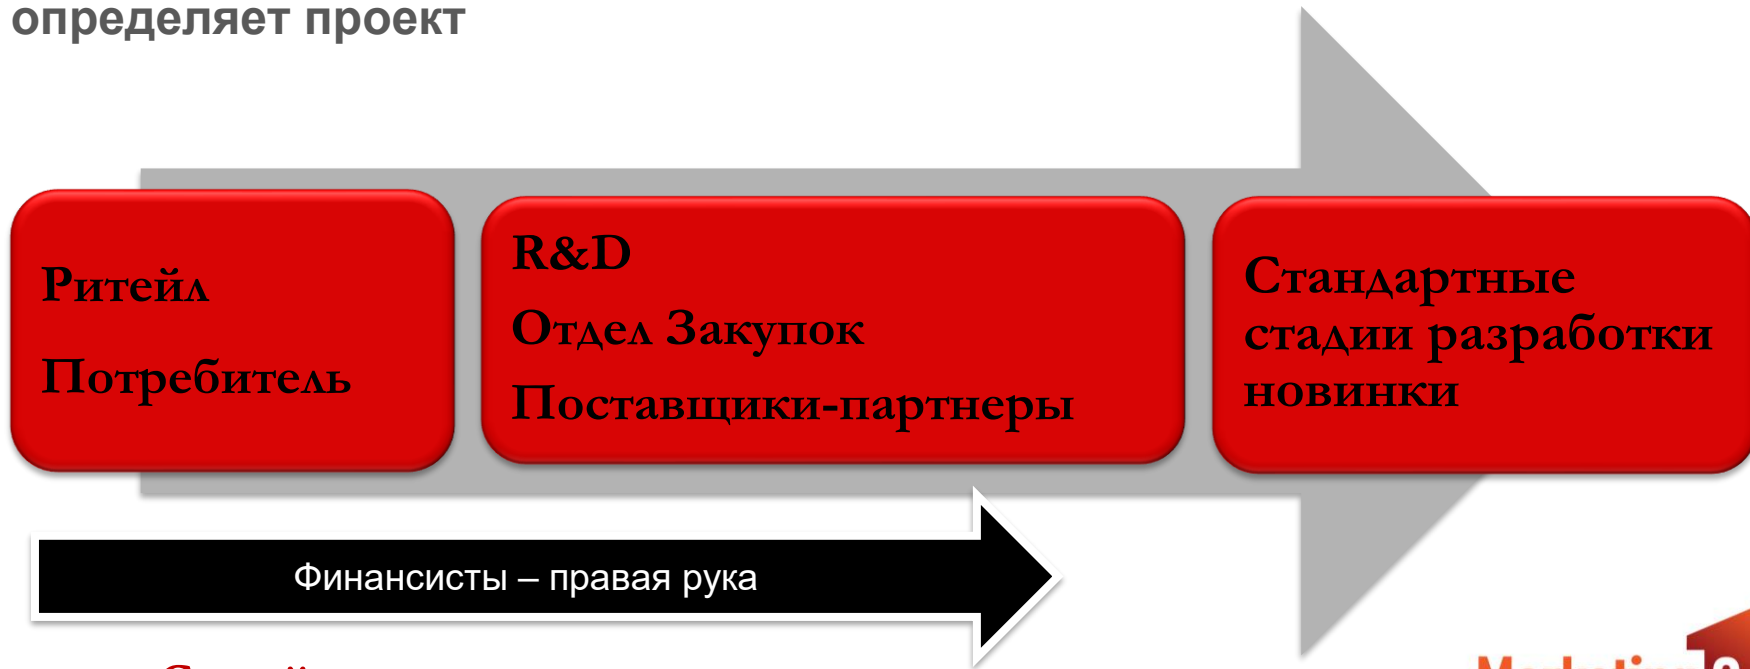 определяет проект
Ритейл
Потребитель
R&D
Отдел Закупок
Поставщики-партнеры
Стандартные
стадии разработки
новинки
Финансисты – правая рука